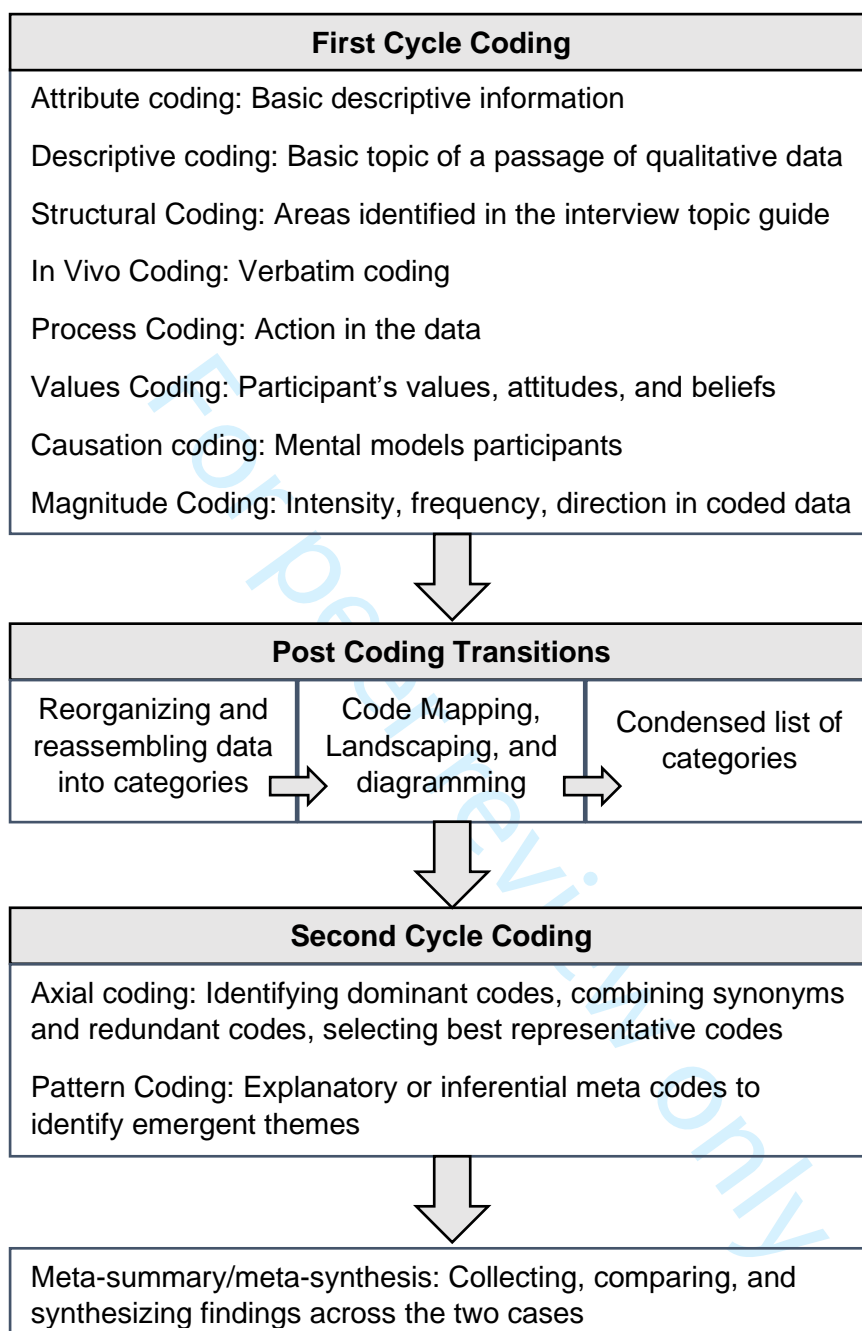 First Cycle Coding
Attribute coding: Basic descriptive information
Descriptive coding: Basic topic of a passage of qualitative data
Structural Coding: Areas identified in the interview topic guide
In Vivo Coding: Verbatim coding
Process Coding: Action in the data
Values Coding: Participant’s values, attitudes, and beliefs
Causation coding: Mental models participants
Magnitude Coding: Intensity, frequency, direction in coded data
Post Coding Transitions
Reorganizing and
reassembling data
into categories
Code Mapping,
Landscaping, and
diagramming
Condensed list of
categories
Second Cycle Coding
Axial coding: Identifying dominant codes, combining synonyms
and redundant codes, selecting best representative codes
Pattern Coding: Explanatory or inferential meta codes to
identify emergent themes
Meta-summary/meta-synthesis: Collecting, comparing, and
synthesizing findings across the two cases
For peer review only